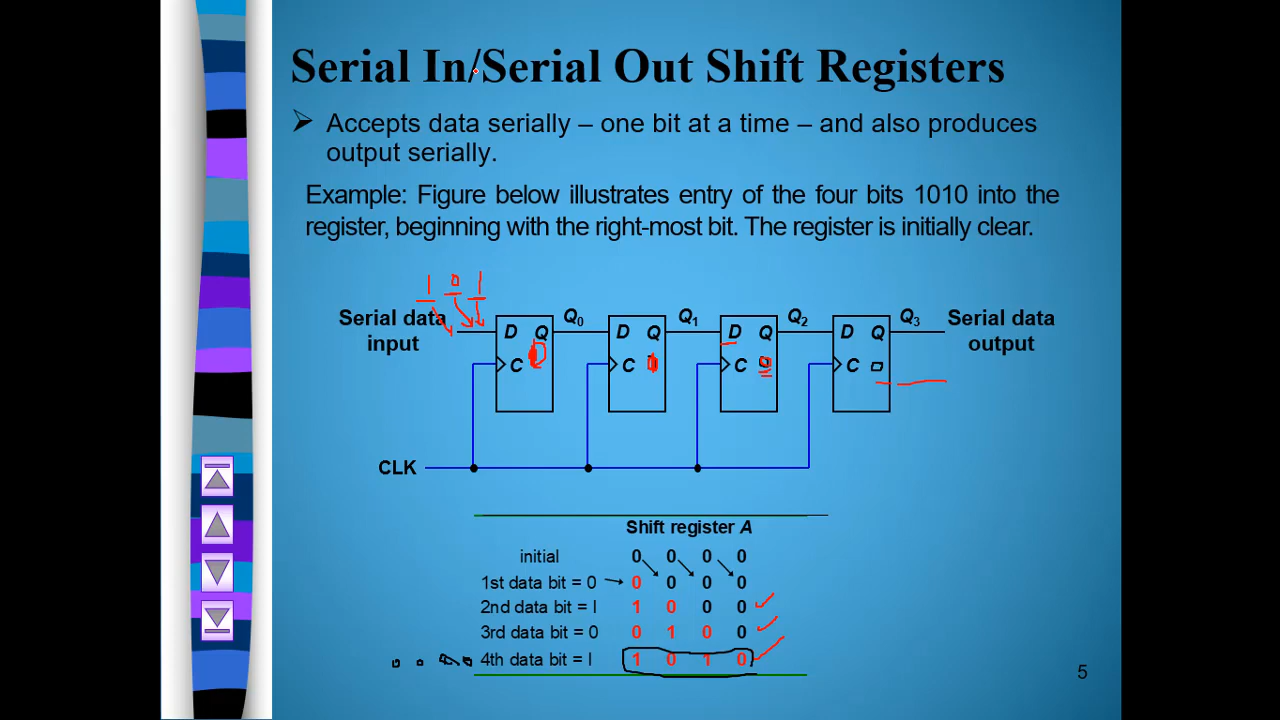 Serial In/Serial Out Shift Registers
➢ Accepts data serially – one bit at a time – and also produces
output serially.
Example: Figure below illustrates entry of the four bits 1010 into the
register, beginning with the right-most bit. The register is initially clear.
1 0 1
Serial data
input
D Q
C
Q0
D Q
C
Q1
D Q
C
Q2
D Q
C
Q3
Serial data
output
CLK
Shift register A
initial 0 0 0 0
1st data bit = 0 0 0 0 0
2nd data bit = I 1 0 0 0
3rd data bit = 0 0 1 0 0
4th data bit = I 1 0 1 0
5